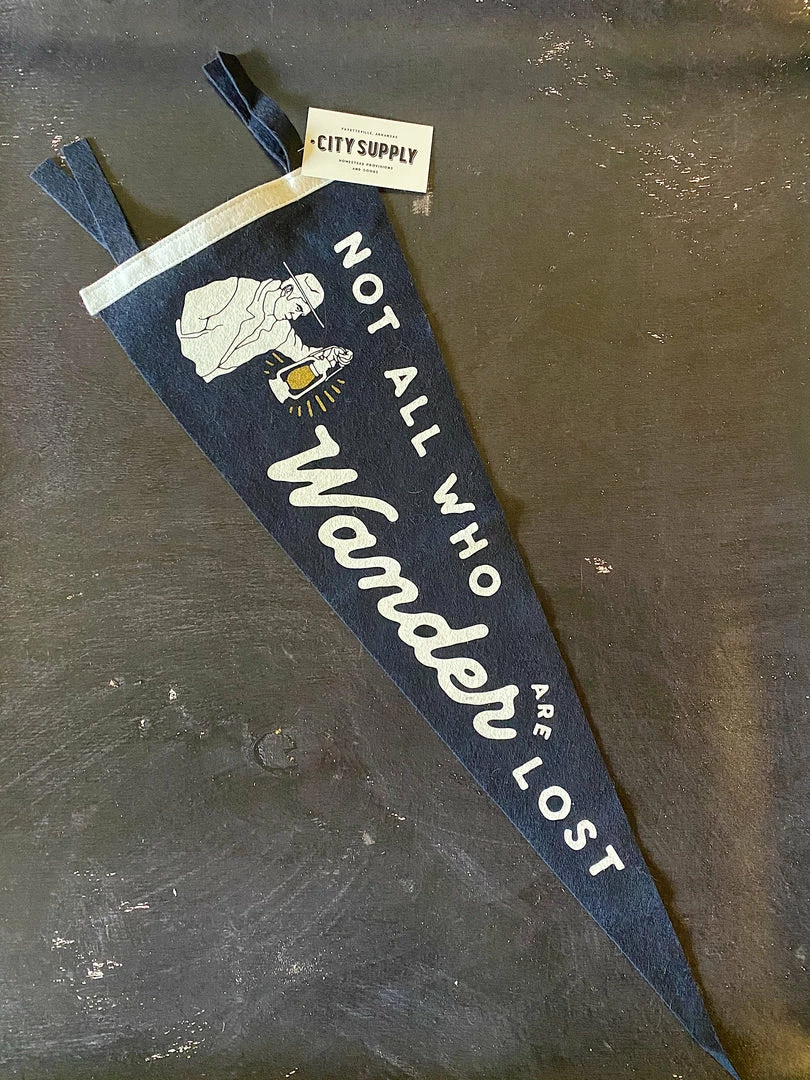 FAYETTEVILLE, ARKANSAS
CITY SUPPLY
HOMESTEAD PROVISIONS
AND GOODS
NOT ALL WHO
Wander
ARE
LOST